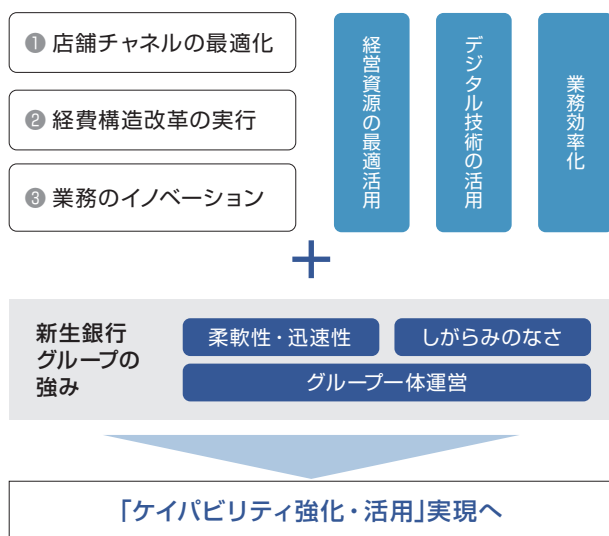 ❶ 店舗チャネルの最適化
❷ 経費構造改革の実行
❸ 業務のイノベーション
経営資源の最適活用
デジタル技術の活用
業務効率化
+
新生銀行
グループの
強み
柔軟性・迅速性
しがらみのなさ
グループ一体運営
「ケイパビリティ強化・活用」実現へ